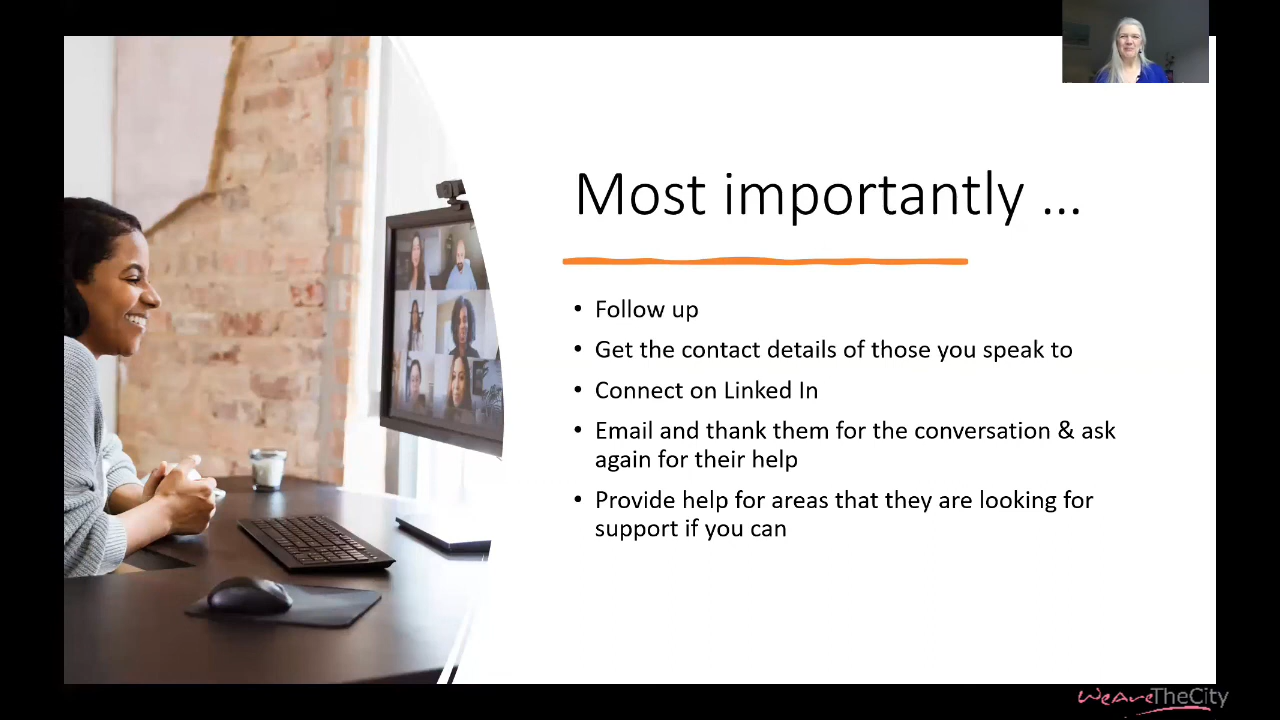 Most importantly ...
• Follow up
• Get the contact details of those you speak to
• Connect on Linked In
• Email and thank them for the conversation & ask
again for their help
• Provide help for areas that they are looking for
support if you can
WeAreTheCity